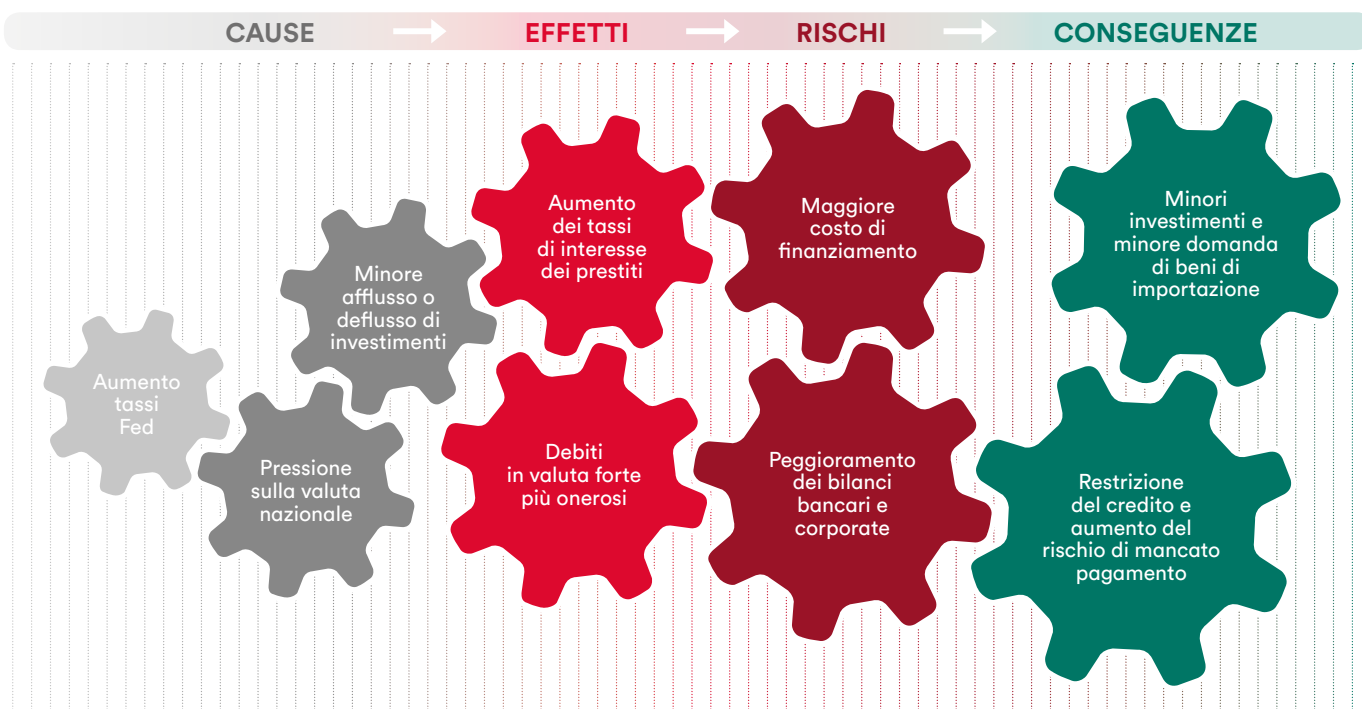 CAUSE
EFFETTI
RISCHI
CONSEGUENZE
Aumento
tassi
Fed
Minore
afflusso o
deflusso di
investimenti
Pressione
sulla valuta
nazionale
Aumento
dei tassi
di interesse
dei prestiti
Debiti
in valuta forte
più onerosi
Maggiore
costo di
finanziamento
Peggioramento
dei bilanci
bancari e
corporate
Minori
investimenti e
minore domanda
di beni di
importazione
Restrizione
del credito e
aumento del
rischio di mancato
pagamento